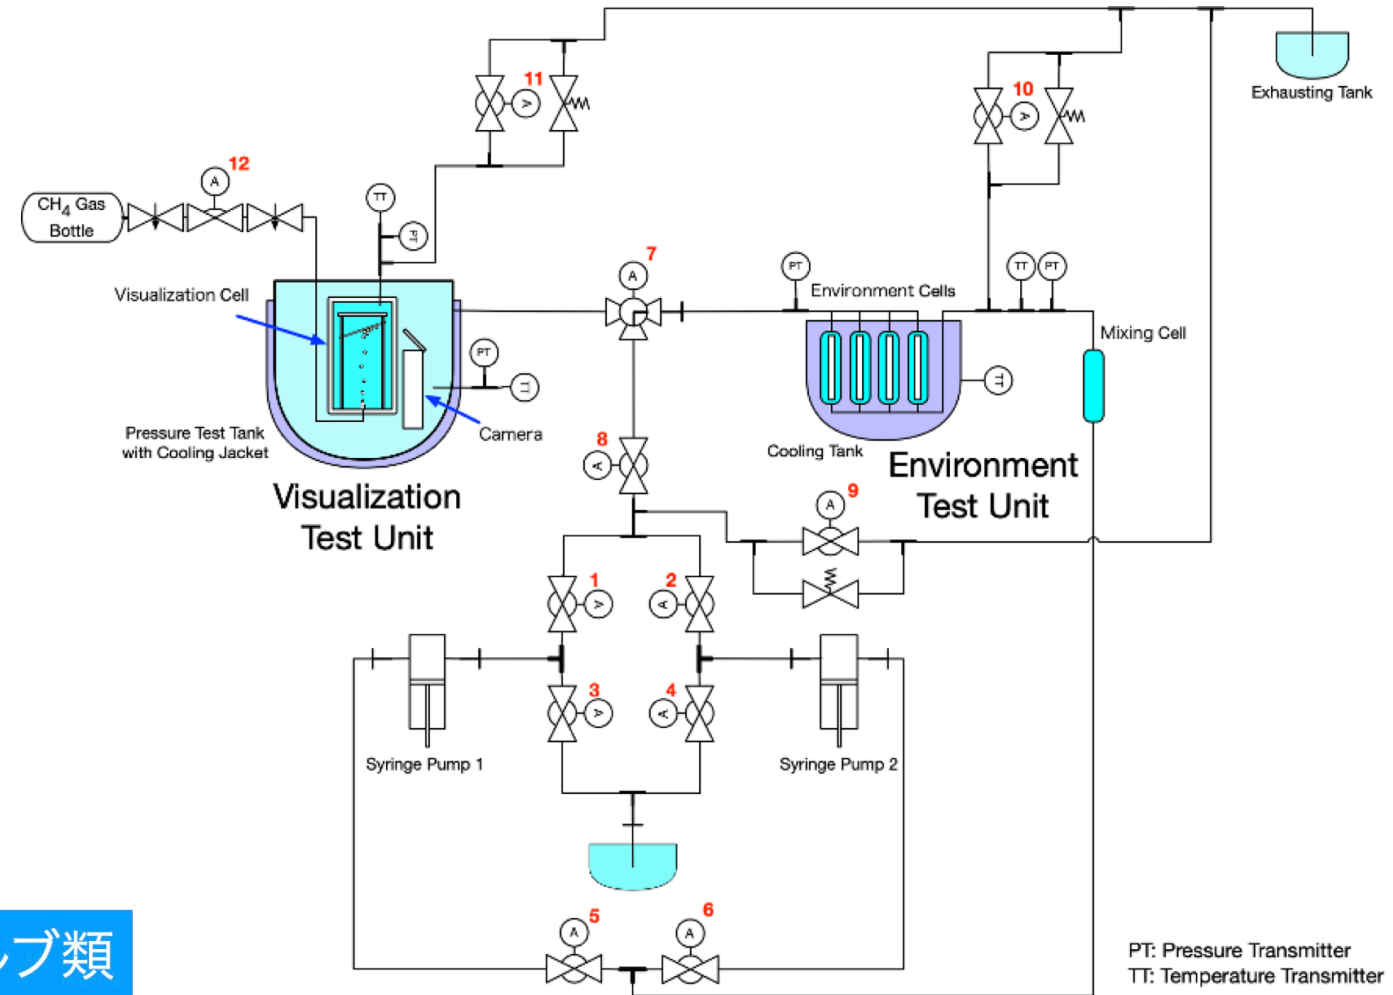 11
10
Exhausting Tank
A
A
12
A
CH₄ Gas
Bottle
TT
PT
7
A
PT
TT
PT
Visualization Cell
Environment Cells
Mixing Cell
PT
TT
TT
Pressure Test Tank
with Cooling Jacket
Camera
8
A
Cooling Tank
Environment
Test Unit
Visualization
Test Unit
9
A
1
2
A
A
3
4
A
A
Syringe Pump 1
Syringe Pump 2
5
6
A
A
ブ類
PT: Pressure Transmitter
TT: Temperature Transmitter